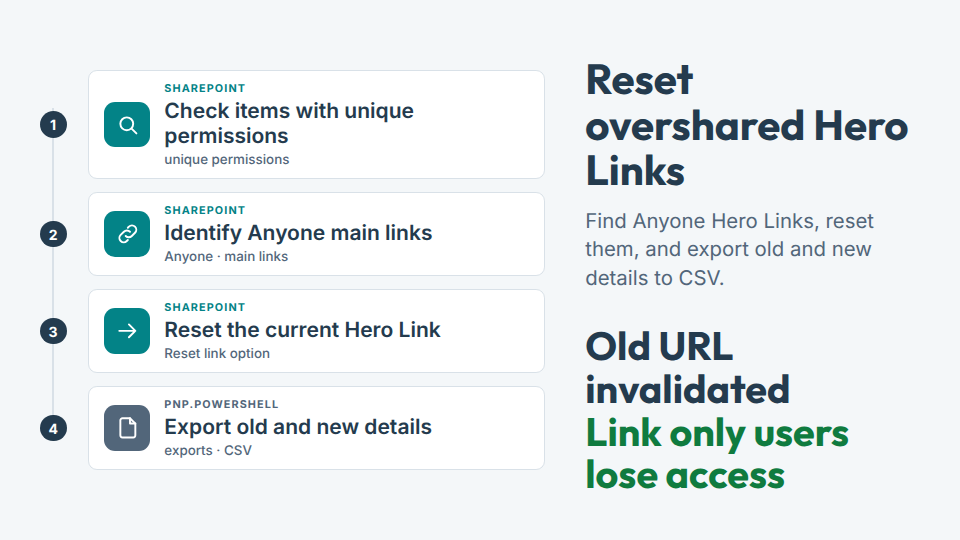 1
SHAREPOINT
Check items with unique
permissions
unique permissions
2
SHAREPOINT
Identify Anyone main links
Anyone · main links
3
SHAREPOINT
Reset the current Hero Link
Reset link option
4
PNP.POWERSHELL
Export old and new details
exports · CSV
Reset
overshared Hero
Links
Find Anyone Hero Links, reset
them, and export old and new
details to CSV.
Old URL
invalidated
Link only users
lose access